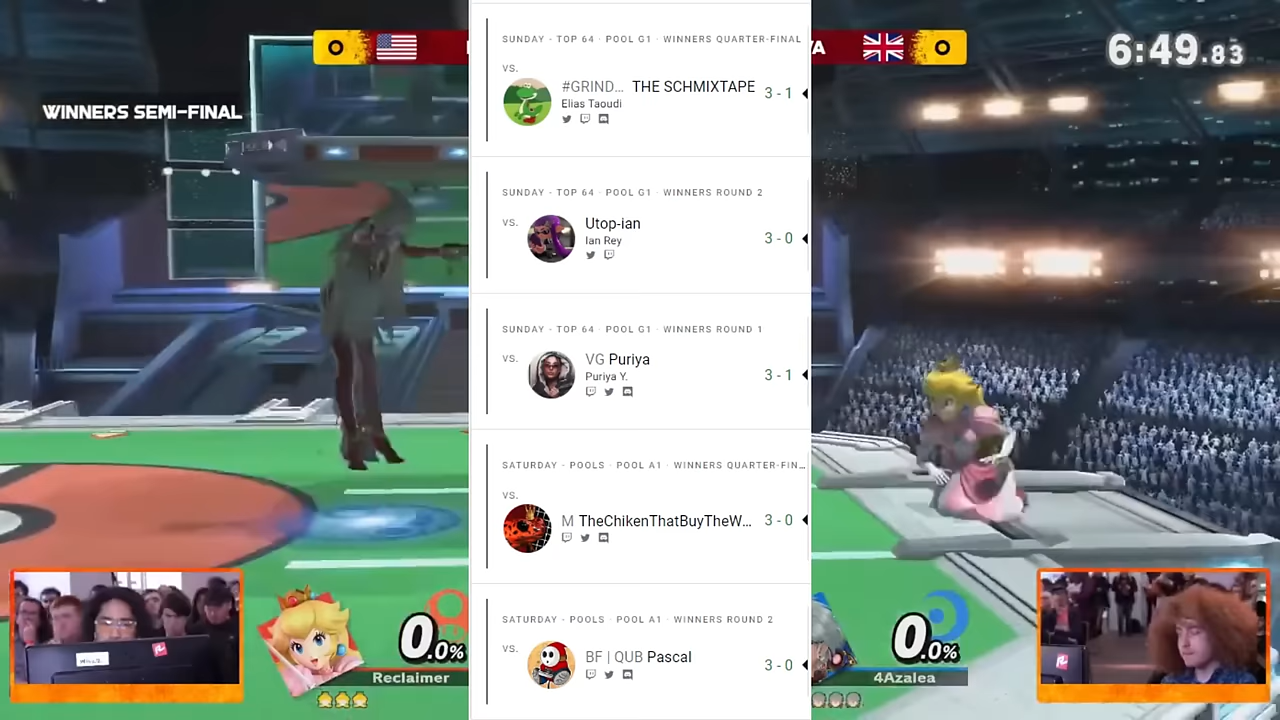 WINNERS SEMI-FINAL
0.0%
Reclaimer
SUNDAY - TOP 64 · POOL G1 · WINNERS QUARTER-FINAL
VS.
#GRIND... THE SCHMIXTAPE
Elias Taoudi
3 - 1
SUNDAY - TOP 64 · POOL G1 · WINNERS ROUND 2
VS.
Utop-ian
Ian Rey
3 - 0
SUNDAY - TOP 64 · POOL G1 · WINNERS ROUND 1
VS.
VG Puriya
Puriya Y.
3 - 1
SATURDAY - POOLS · POOL A1 · WINNERS QUARTER-FIN...
VS.
M TheChikenThatBuyTheW...
3 - 0
SATURDAY - POOLS · POOL A1 · WINNERS ROUND 2
VS.
BF | QUB Pascal
3 - 0
0
0
A
6:49.83
0.0%
4Azalea